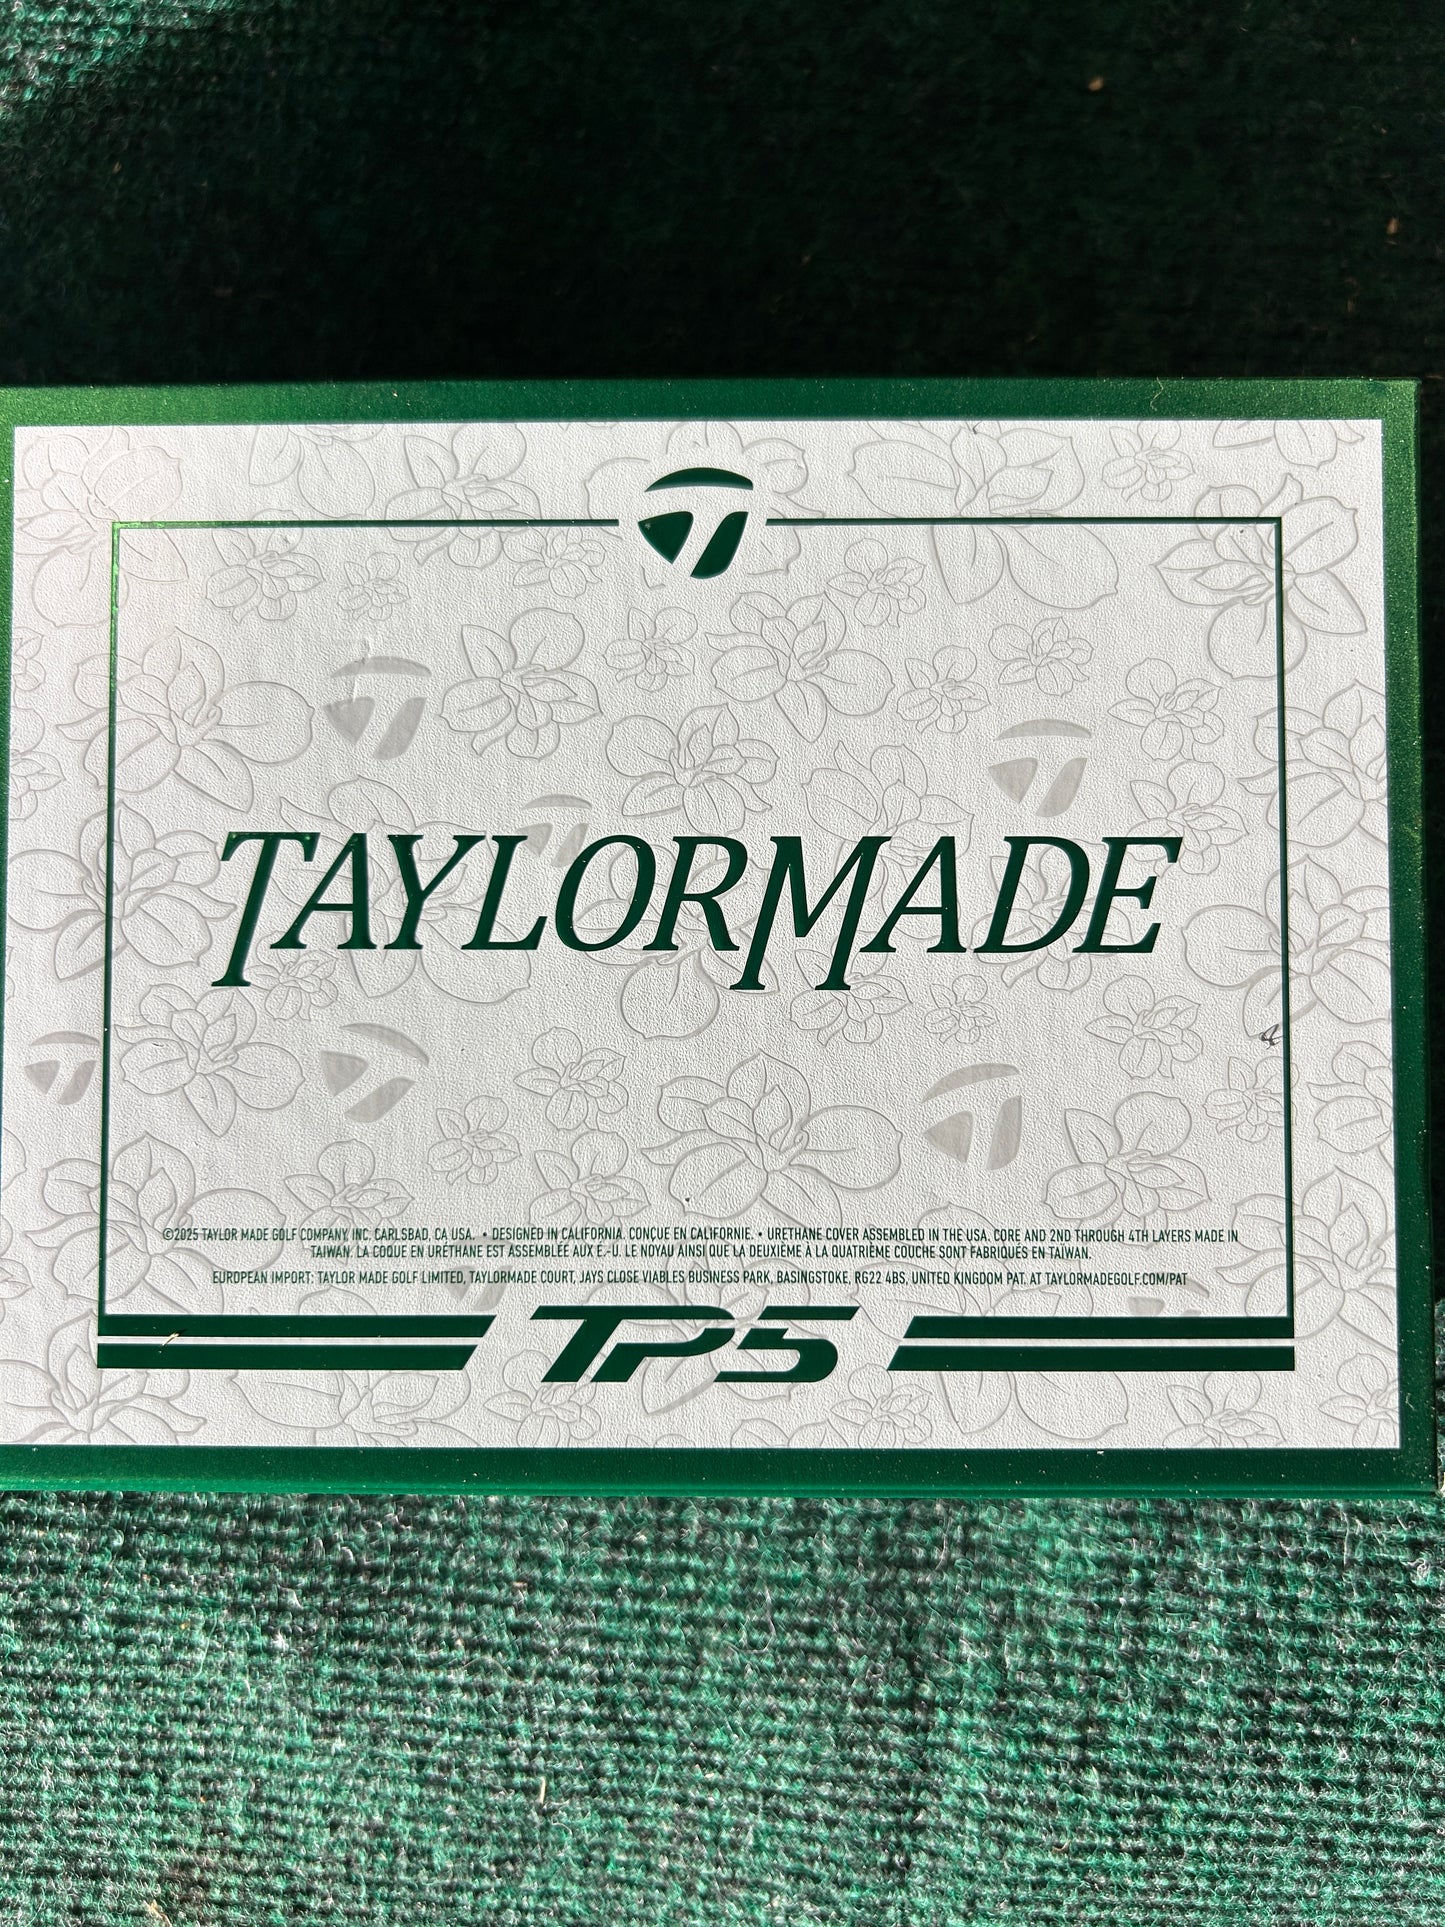 TAYLORMADE
©2025 TAYLOR MADE GOLF COMPANY, INC. CARLSBAD, CA USA. • DESIGNED IN CALIFORNIA. CONÇUE EN CALIFORNIE. • URETHANE COVER ASSEMBLED IN THE USA. CORE AND 2ND THROUGH 4TH LAYERS MADE IN
TAIWAN. LA COQUE EN URÉTHANE EST ASSEMBLÉE AUX É.-U. LE NOYAU AINSI QUE LA DEUXIÈME À LA QUATRIÈME COUCHE SONT FABRIQUÉS EN TAÏWAN.
EUROPEAN IMPORT: TAYLOR MADE GOLF LIMITED, TAYLORMADE COURT, JAYS CLOSE VIABLES BUSINESS PARK, BASINGSTOKE, RG22 4BS, UNITED KINGDOM PAT. AT TAYLORMADEGOLF.COM/PAT
TP5